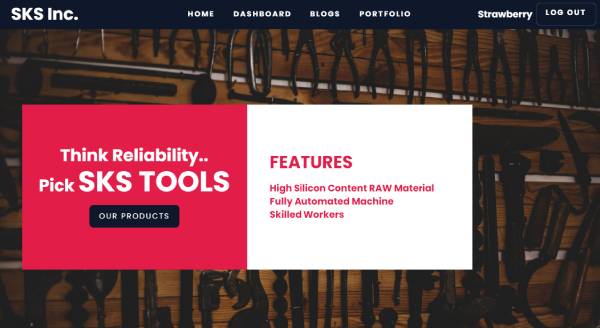 SKS Inc.
HOME DASHBOARD BLOGS PORTFOLIO
Strawberry LOG OUT
Think Reliability..
Pick SKS TOOLS
OUR PRODUCTS
FEATURES
High Silicon Content RAW Material
Fully Automated Machine
Skilled Workers